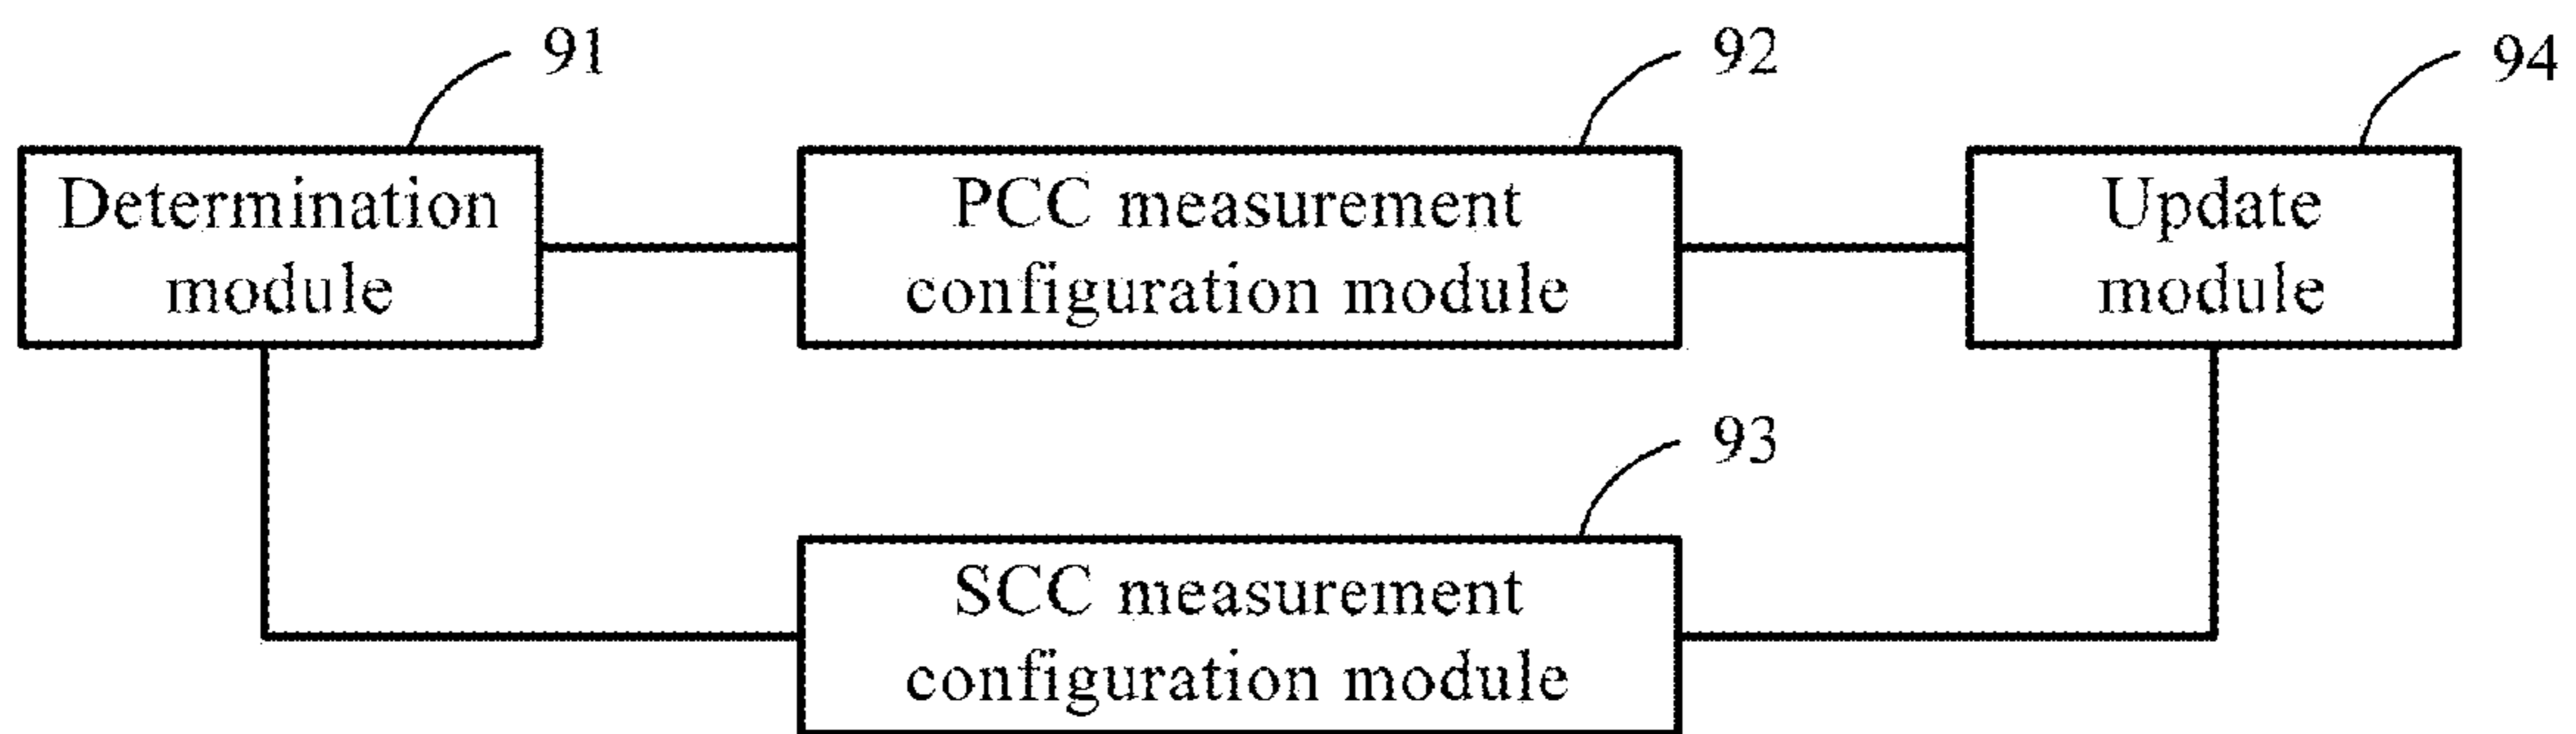 91
92
94
Determination
module
PCC measurement
configuration module
Update
module
93
SCC measurement
configuration module